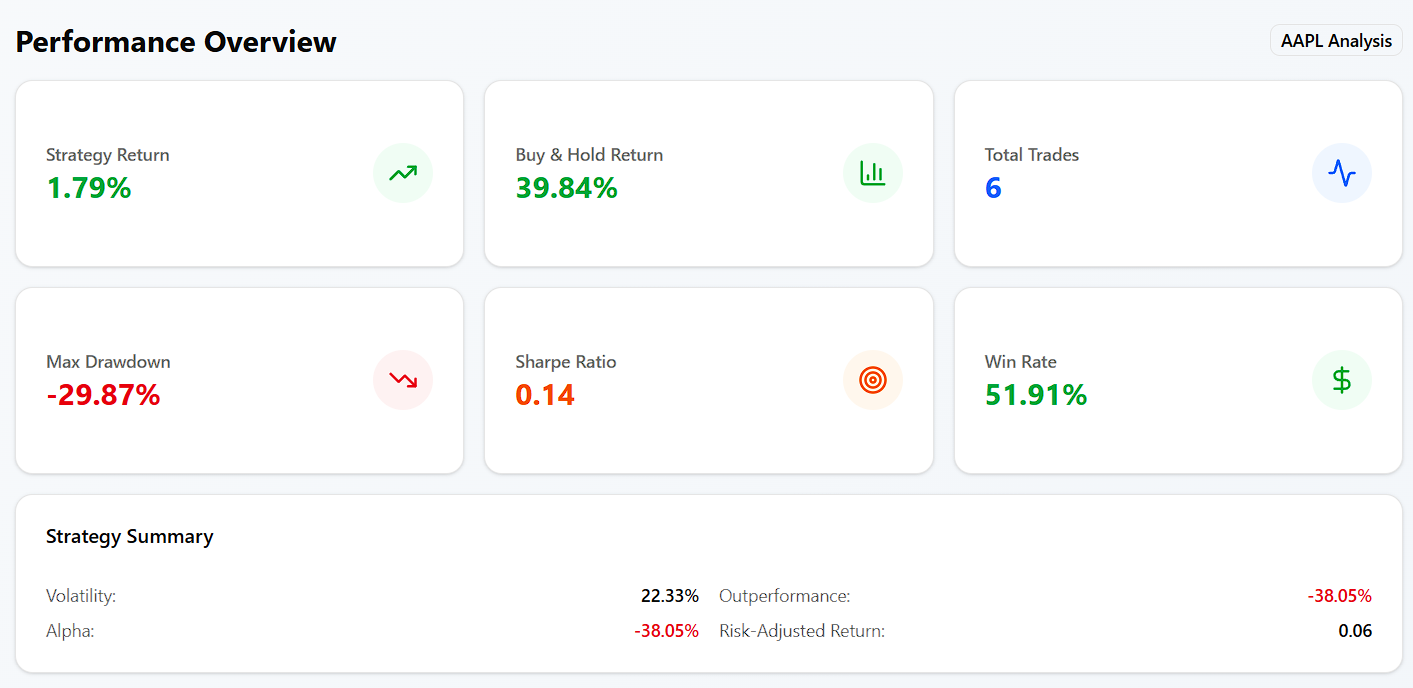 Performance Overview
AAPL Analysis
Strategy Return
1.79%
Buy & Hold Return
39.84%
Total Trades
6
Max Drawdown
-29.87%
Sharpe Ratio
0.14
Win Rate
51.91%
Strategy Summary
Volatility: 22.33% Outperformance: -38.05%
Alpha: -38.05% Risk-Adjusted Return: 0.06